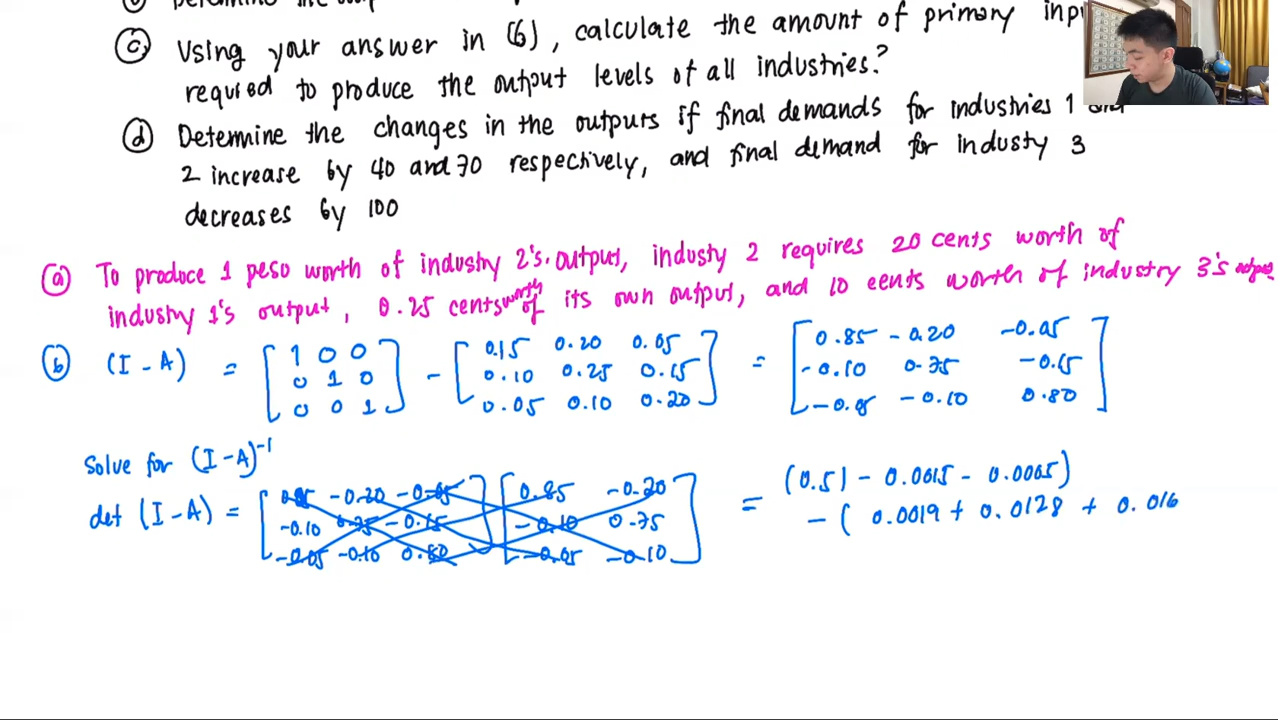 (c) Using your answer in (b), calculate the amount of primary
required to produce the output levels of all industries?
(d) Determine the changes in the outputs if final demands for industries 1
2 increase by 40 and 70 respectively, and final demand for industy 3
decreases by 100
(a) To produce 1 peso worth of industry 2's output, industy 2 requires 20 cents worth of
industry 1's output, 0.25 cents worth of its own output, and 10 cents worth of industry 3's output
(b) (I - A) = [1 0 0 - [0.15 0.20 0.05 = [0.85 -0.20 -0.05]
0 1 0 0.10 0.25 0.15 -0.10 0.75 -0.15
0 0 1] 0.05 0.10 0.20] -0.05 -0.10 0.80]
Solve for (I-A)^-1
det (I-A) = [0.85 -0.20 -0.05] [0.85 -0.20] = (0.51 - 0.0015 - 0.0005)
-0.10 0.75 -0.15 -0.10 0.75 - (0.0019 + 0.0128 + 0.016
-0.05 -0.10 0.80 -0.05 -0.10